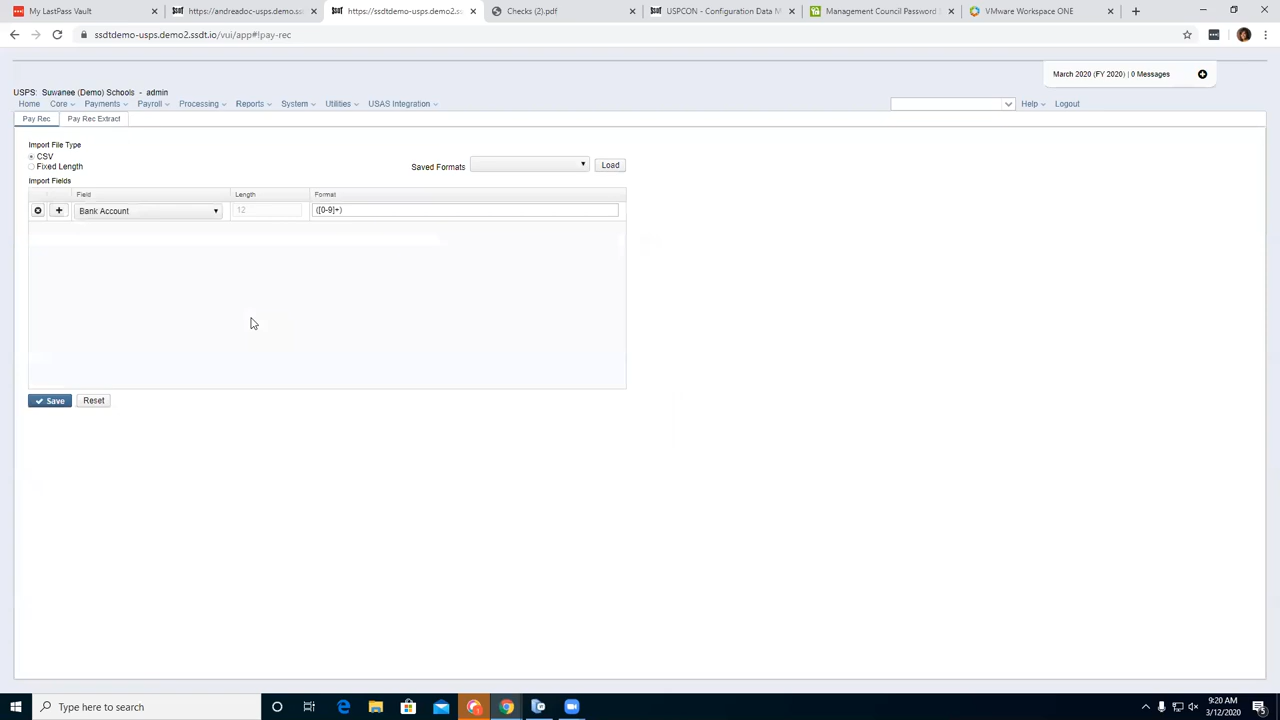 My LastPass Vault
https://andreadoc-usps.demo.ss
https://ssdtdemo-usps.demo2.ss
Checks (2).pdf
USPCON - Configuration Data M
Management Council Password
VMware Workspace ONE
ssdtdemo-usps.demo2.ssdt.io/vui/app#!pay-rec
March 2020 (FY 2020) | 0 Messages
USPS: Suwanee (Demo) Schools - admin
Home Core Payments Payroll Processing Reports System Utilities USAS Integration Help Logout
Pay Rec Pay Rec Extract
Import File Type
CSV
Fixed Length
Saved Formats Load
Import Fields
Field Length Format
Bank Account 12 ([0-9]+)
Save Reset
Type here to search
9:20 AM
3/12/2020
5